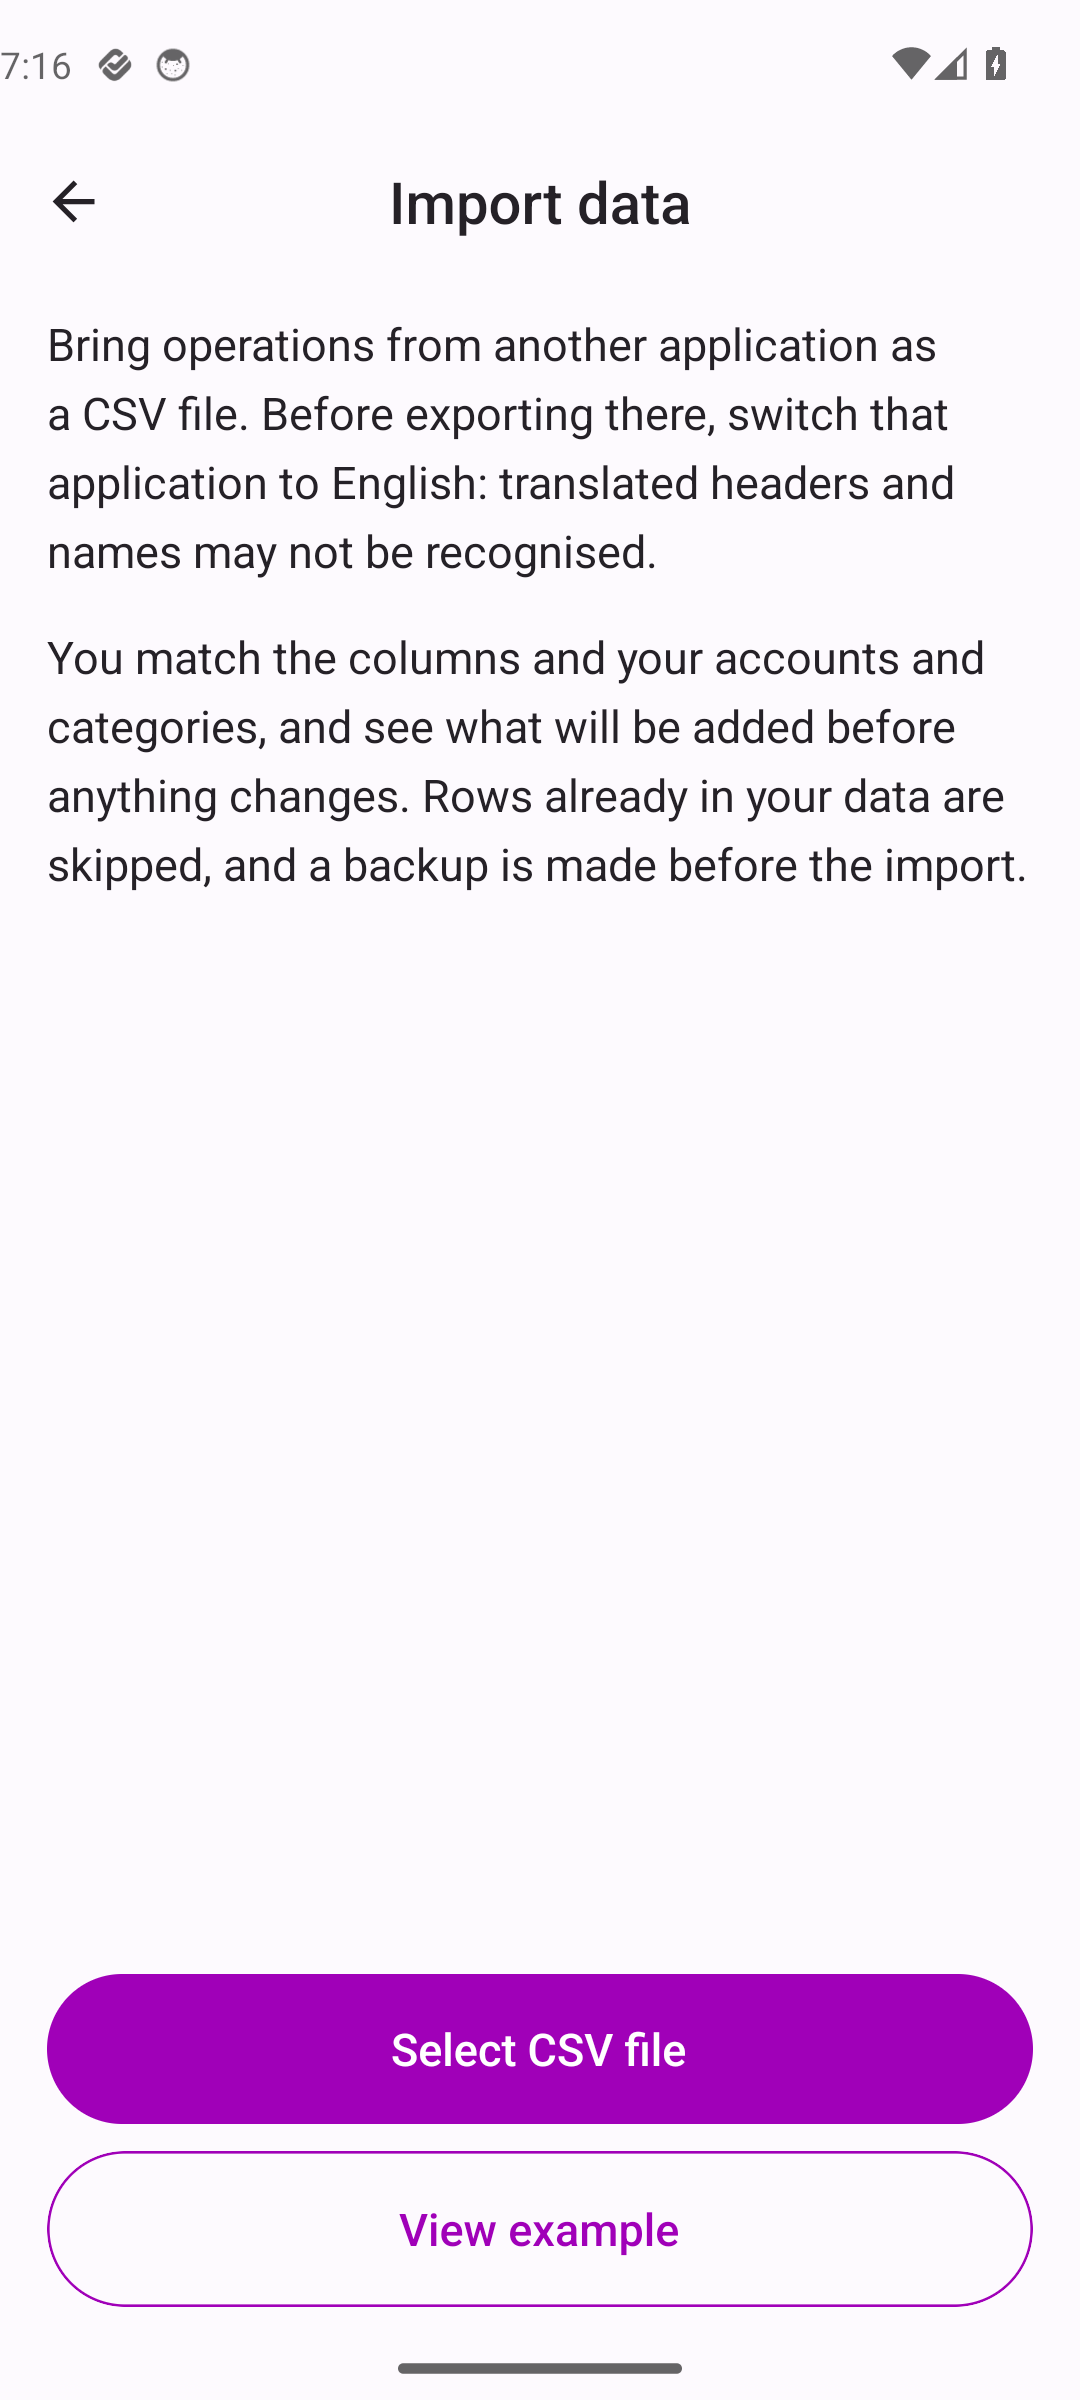 7:16
Import data
Bring operations from another application as
a CSV file. Before exporting there, switch that
application to English: translated headers and
names may not be recognised.
You match the columns and your accounts and
categories, and see what will be added before
anything changes. Rows already in your data are
skipped, and a backup is made before the import.
Select CSV file
View example